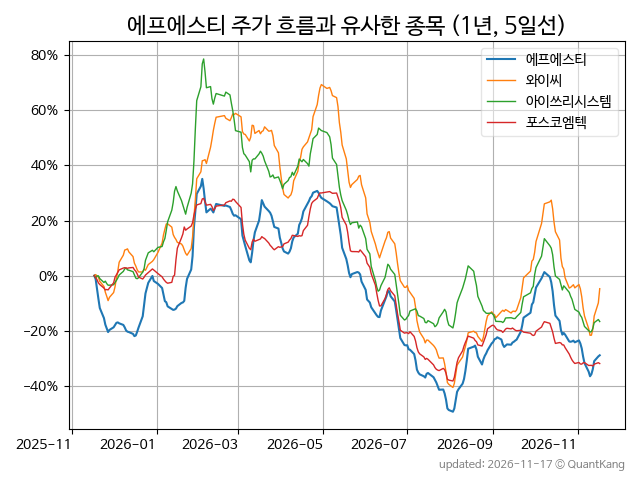 에프에스티 주가 흐름과 유사한 종목 (1년, 5일선)
80%
60%
40%
20%
0%
−20%
−40%
에프에스티
와이씨
아이쓰리시스템
포스코엠텍
2025-11
2026-01
2026-03
2026-05
2026-07
2026-09
2026-11
updated: 2026-11-17 © QuantKang